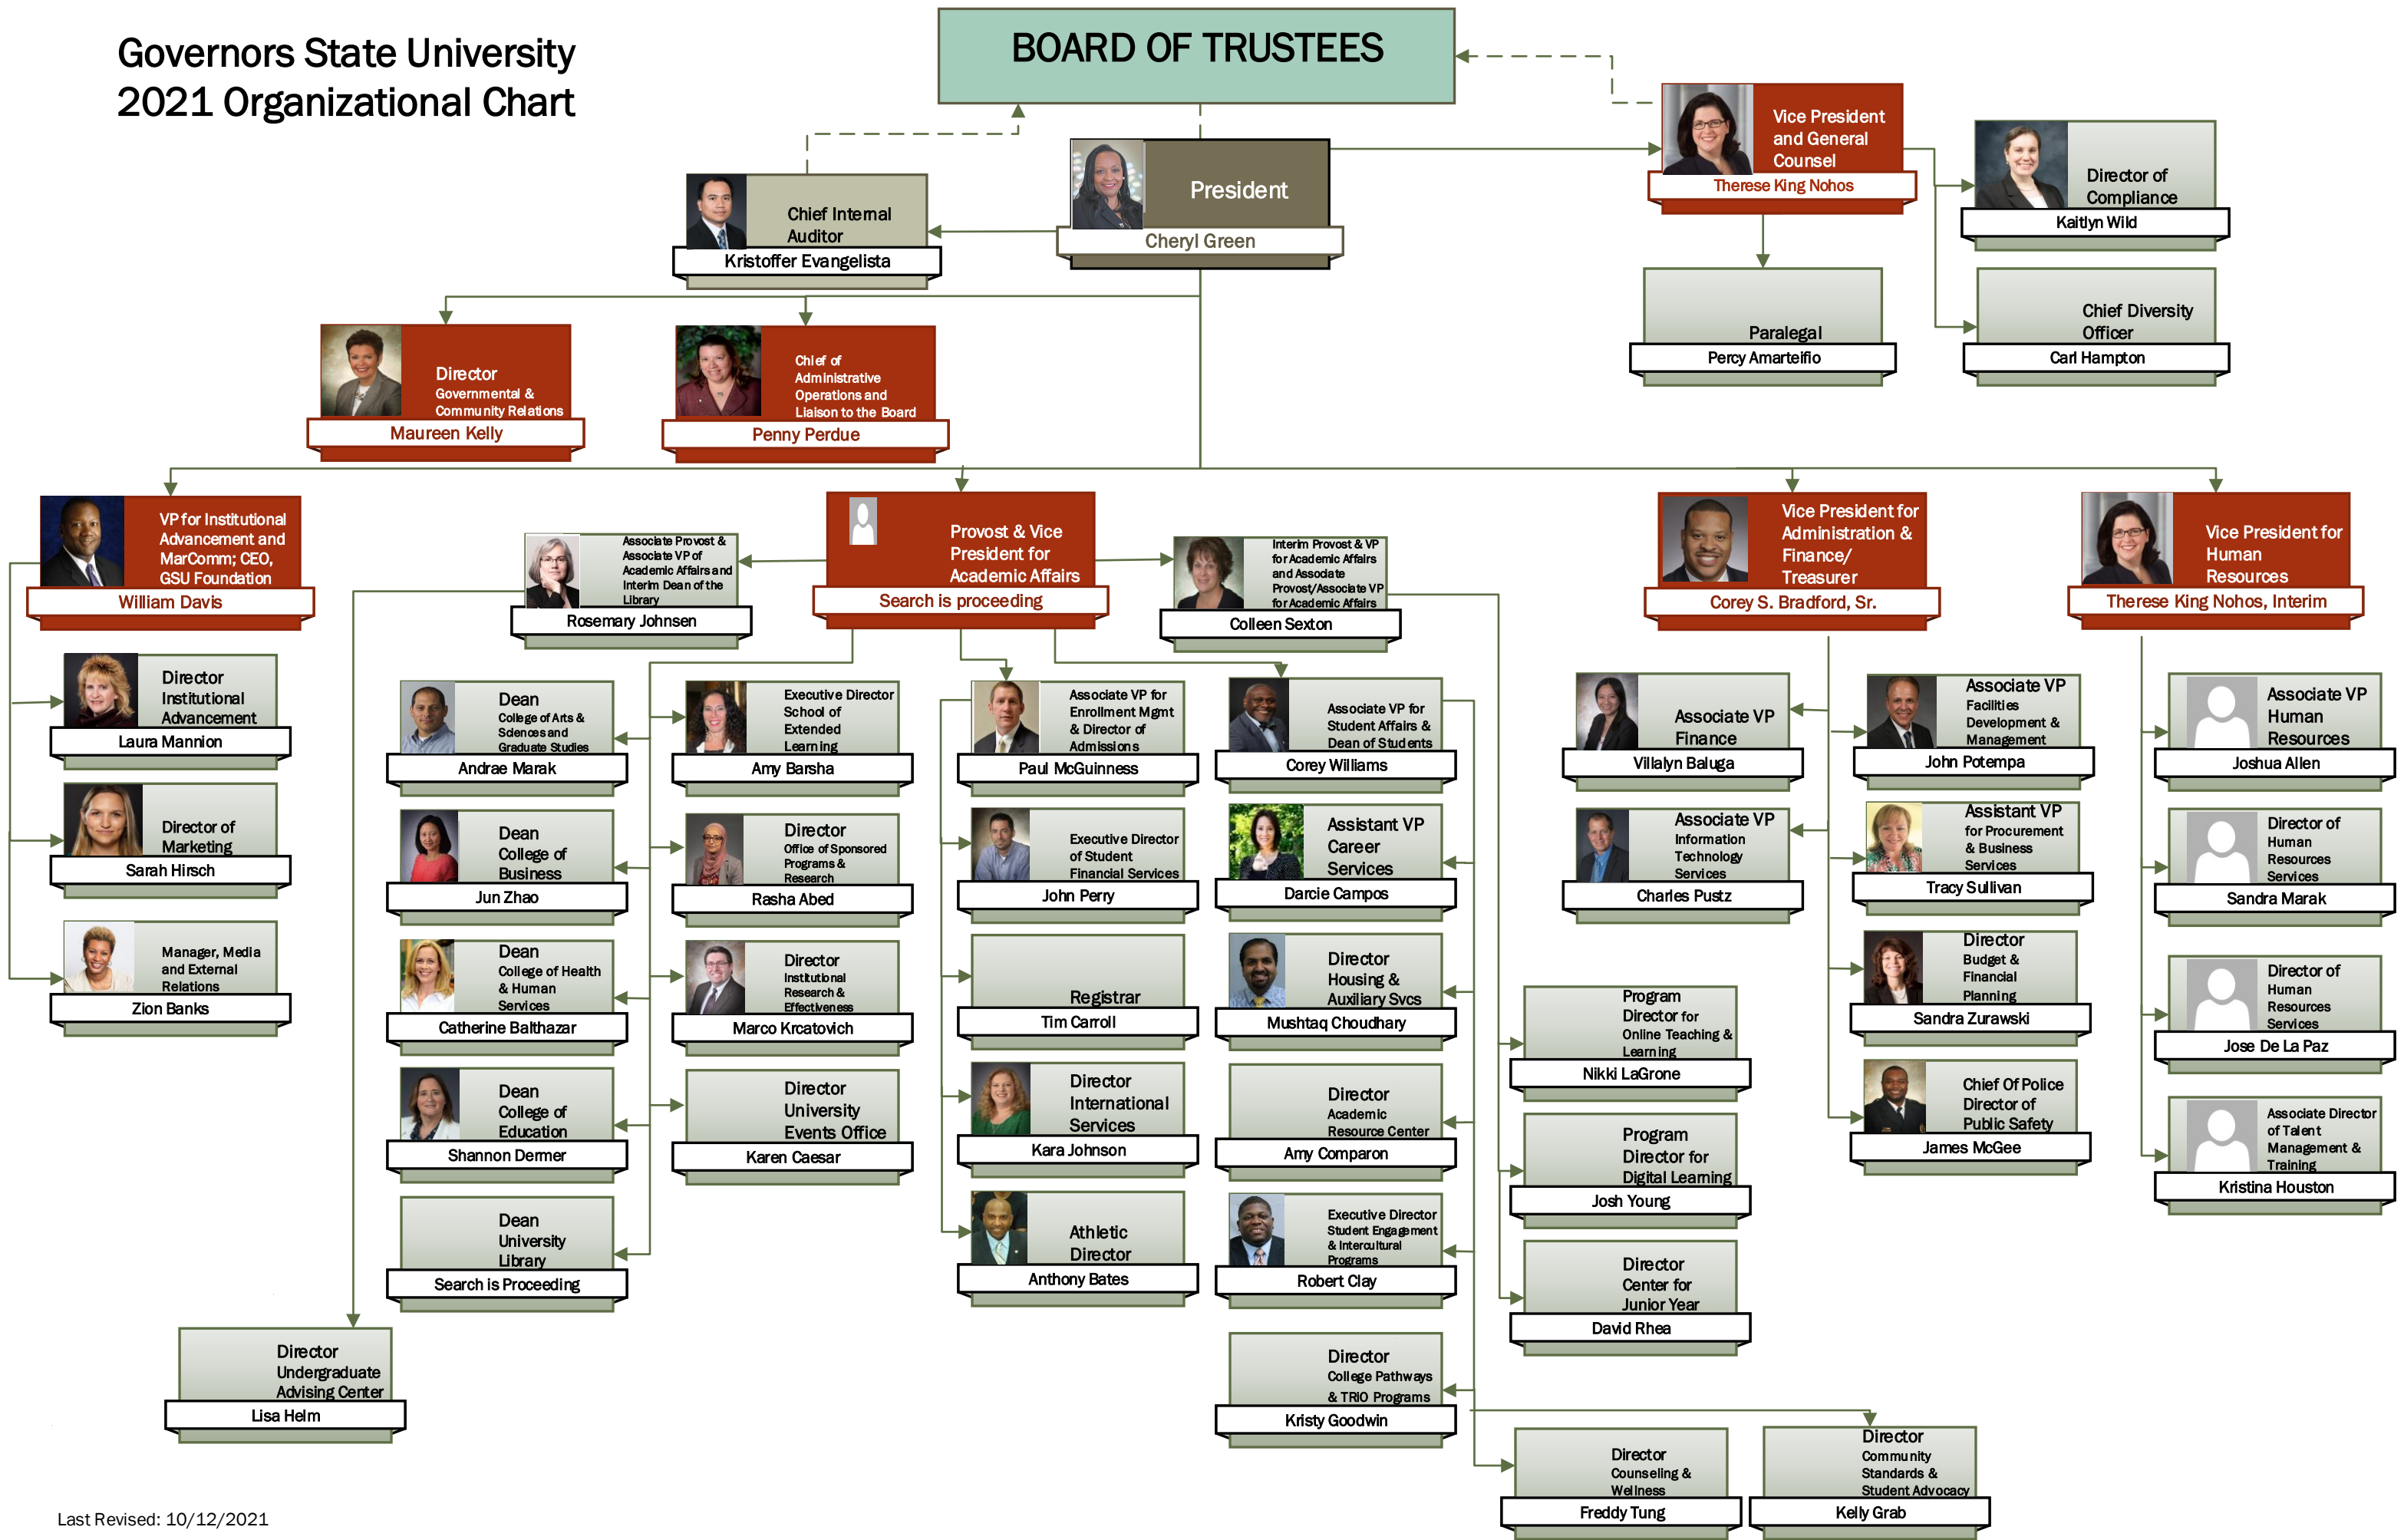 Governors State University
2021 Organizational Chart
BOARD OF TRUSTEES
Vice President
and General
Counsel
Therese King Nohos
Director of
Compliance
Kaitlyn Wild
President
Cheryl Green
Chief Internal
Auditor
Kristoffer Evangelista
Paralegal
Percy Amarteifio
Chief Diversity
Officer
Carl Hampton
Director
Governmental &
Community Relations
Maureen Kelly
Chief of
Administrative
Operations and
Liaison to the Board
Penny Perdue
VP for Institutional
Advancement and
MarComm; CEO,
GSU Foundation
William Davis
Associate Provost &
Associate VP of
Academic Affairs and
Interim Dean of the
Library
Rosemary Johnsen
Provost & Vice
President for
Academic Affairs
Search is proceeding
Interim Provost & VP
for Academic Affairs
and Associate
Provost/Associate VP
for Academic Affairs
Colleen Sexton
Vice President for
Administration &
Finance/
Treasurer
Corey S. Bradford, Sr.
Vice President for
Human
Resources
Therese King Nohos, Interim
Director
Institutional
Advancement
Laura Mannion
Director of
Marketing
Sarah Hirsch
Manager, Media
and External
Relations
Zion Banks
Dean
College of Arts &
Sciences and
Graduate Studies
Andrae Marak
Dean
College of
Business
Jun Zhao
Dean
College of Health
& Human
Services
Catherine Balthazar
Dean
College of
Education
Shannon Dermer
Dean
University
Library
Search is Proceeding
Executive Director
School of
Extended
Learning
Amy Barsha
Director
Office of Sponsored
Programs &
Research
Rasha Abed
Director
Institutional
Research &
Effectiveness
Marco Krcatovich
Director
University
Events Office
Karen Caesar
Associate VP for
Enrollment Mgmt
& Director of
Admissions
Paul McGuinness
Executive Director
of Student
Financial Services
John Perry
Registrar
Tim Carroll
Director
International
Services
Kara Johnson
Athletic
Director
Anthony Bates
Associate VP for
Student Affairs &
Dean of Students
Corey Williams
Assistant VP
Career
Services
Darcie Campos
Director
Housing &
Auxiliary Svcs
Mushtaq Choudhary
Director
Academic
Resource Center
Amy Comparon
Executive Director
Student Engagement
& Intercultural
Programs
Robert Clay
Director
College Pathways
& TRIO Programs
Kristy Goodwin
Program
Director for
Online Teaching &
Learning
Nikki LaGrone
Program
Director for
Digital Learning
Josh Young
Director
Center for
Junior Year
David Rhea
Associate VP
Finance
Villalyn Baluga
Associate VP
Information
Technology
Services
Charles Pustz
Associate VP
Facilities
Development &
Management
John Potempa
Assistant VP
for Procurement
& Business
Services
Tracy Sullivan
Director
Budget &
Financial
Planning
Sandra Zurawski
Chief Of Police
Director of
Public Safety
James McGee
Associate VP
Human
Resources
Joshua Allen
Director of
Human
Resources
Services
Sandra Marak
Director of
Human
Resources
Services
Jose De La Paz
Associate Director
of Talent
Management &
Training
Kristina Houston
Director
Undergraduate
Advising Center
Lisa Helm
Director
Counseling &
Wellness
Freddy Tung
Director
Community
Standards &
Student Advocacy
Kelly Grab
Last Revised: 10/12/2021